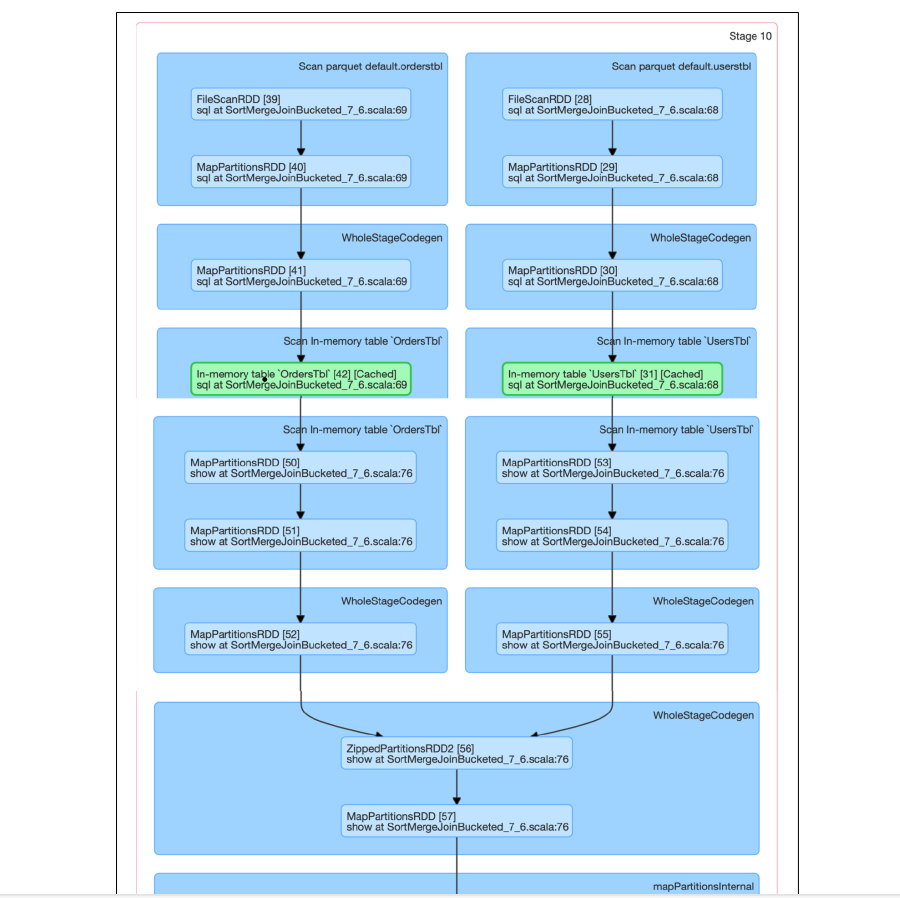 Stage 10
Scan parquet default.orderstbl
FileScanRDD [39]
sql at SortMergeJoinBucketed_7_6.scala:69
MapPartitionsRDD [40]
sql at SortMergeJoinBucketed_7_6.scala:69
WholeStageCodegen
MapPartitionsRDD [41]
sql at SortMergeJoinBucketed_7_6.scala:69
Scan In-memory table `OrdersTbl`
In-memory table `OrdersTbl` [42] [Cached]
sql at SortMergeJoinBucketed_7_6.scala:69
Scan In-memory table `OrdersTbl`
MapPartitionsRDD [50]
show at SortMergeJoinBucketed_7_6.scala:76
MapPartitionsRDD [51]
show at SortMergeJoinBucketed_7_6.scala:76
WholeStageCodegen
MapPartitionsRDD [52]
show at SortMergeJoinBucketed_7_6.scala:76
Scan parquet default.userstbl
FileScanRDD [28]
sql at SortMergeJoinBucketed_7_6.scala:68
MapPartitionsRDD [29]
sql at SortMergeJoinBucketed_7_6.scala:68
WholeStageCodegen
MapPartitionsRDD [30]
sql at SortMergeJoinBucketed_7_6.scala:68
Scan In-memory table `UsersTbl`
In-memory table `UsersTbl` [31] [Cached]
sql at SortMergeJoinBucketed_7_6.scala:68
Scan In-memory table `UsersTbl`
MapPartitionsRDD [53]
show at SortMergeJoinBucketed_7_6.scala:76
MapPartitionsRDD [54]
show at SortMergeJoinBucketed_7_6.scala:76
WholeStageCodegen
MapPartitionsRDD [55]
show at SortMergeJoinBucketed_7_6.scala:76
WholeStageCodegen
ZippedPartitionsRDD2 [56]
show at SortMergeJoinBucketed_7_6.scala:76
MapPartitionsRDD [57]
show at SortMergeJoinBucketed_7_6.scala:76
mapPartitionsInternal